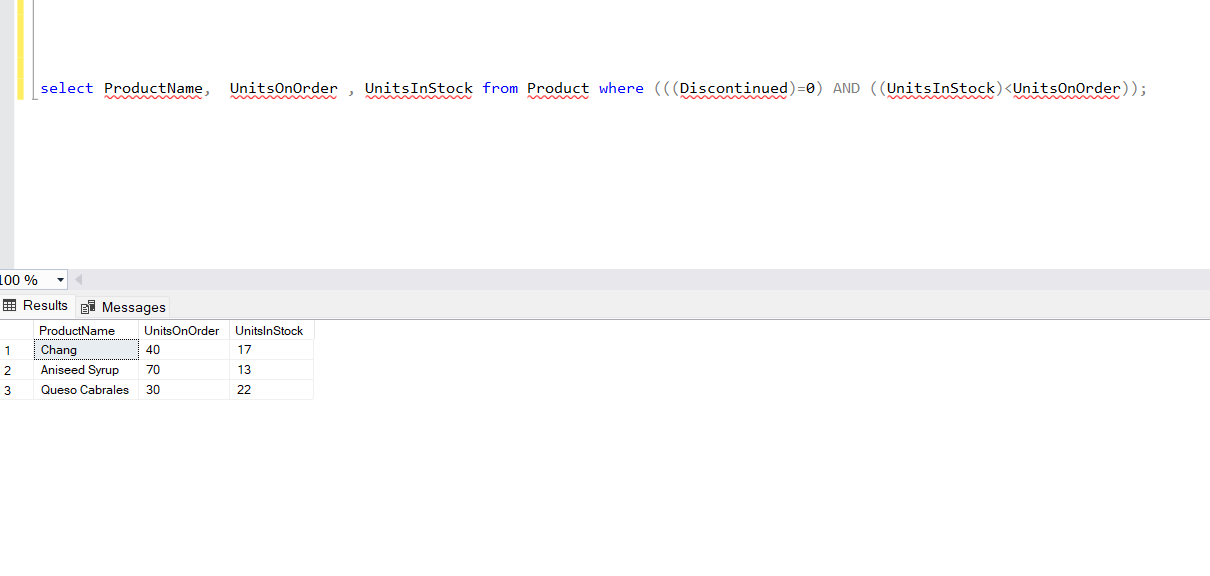 select ProductName,  UnitsOnOrder , UnitsInStock from Product where (((Discontinued)=0) AND ((UnitsInStock)<UnitsOnOrder));
100 %
Results Messages
ProductName UnitsOnOrder UnitsInStock
1 Chang 40 17
2 Aniseed Syrup 70 13
3 Queso Cabrales 30 22